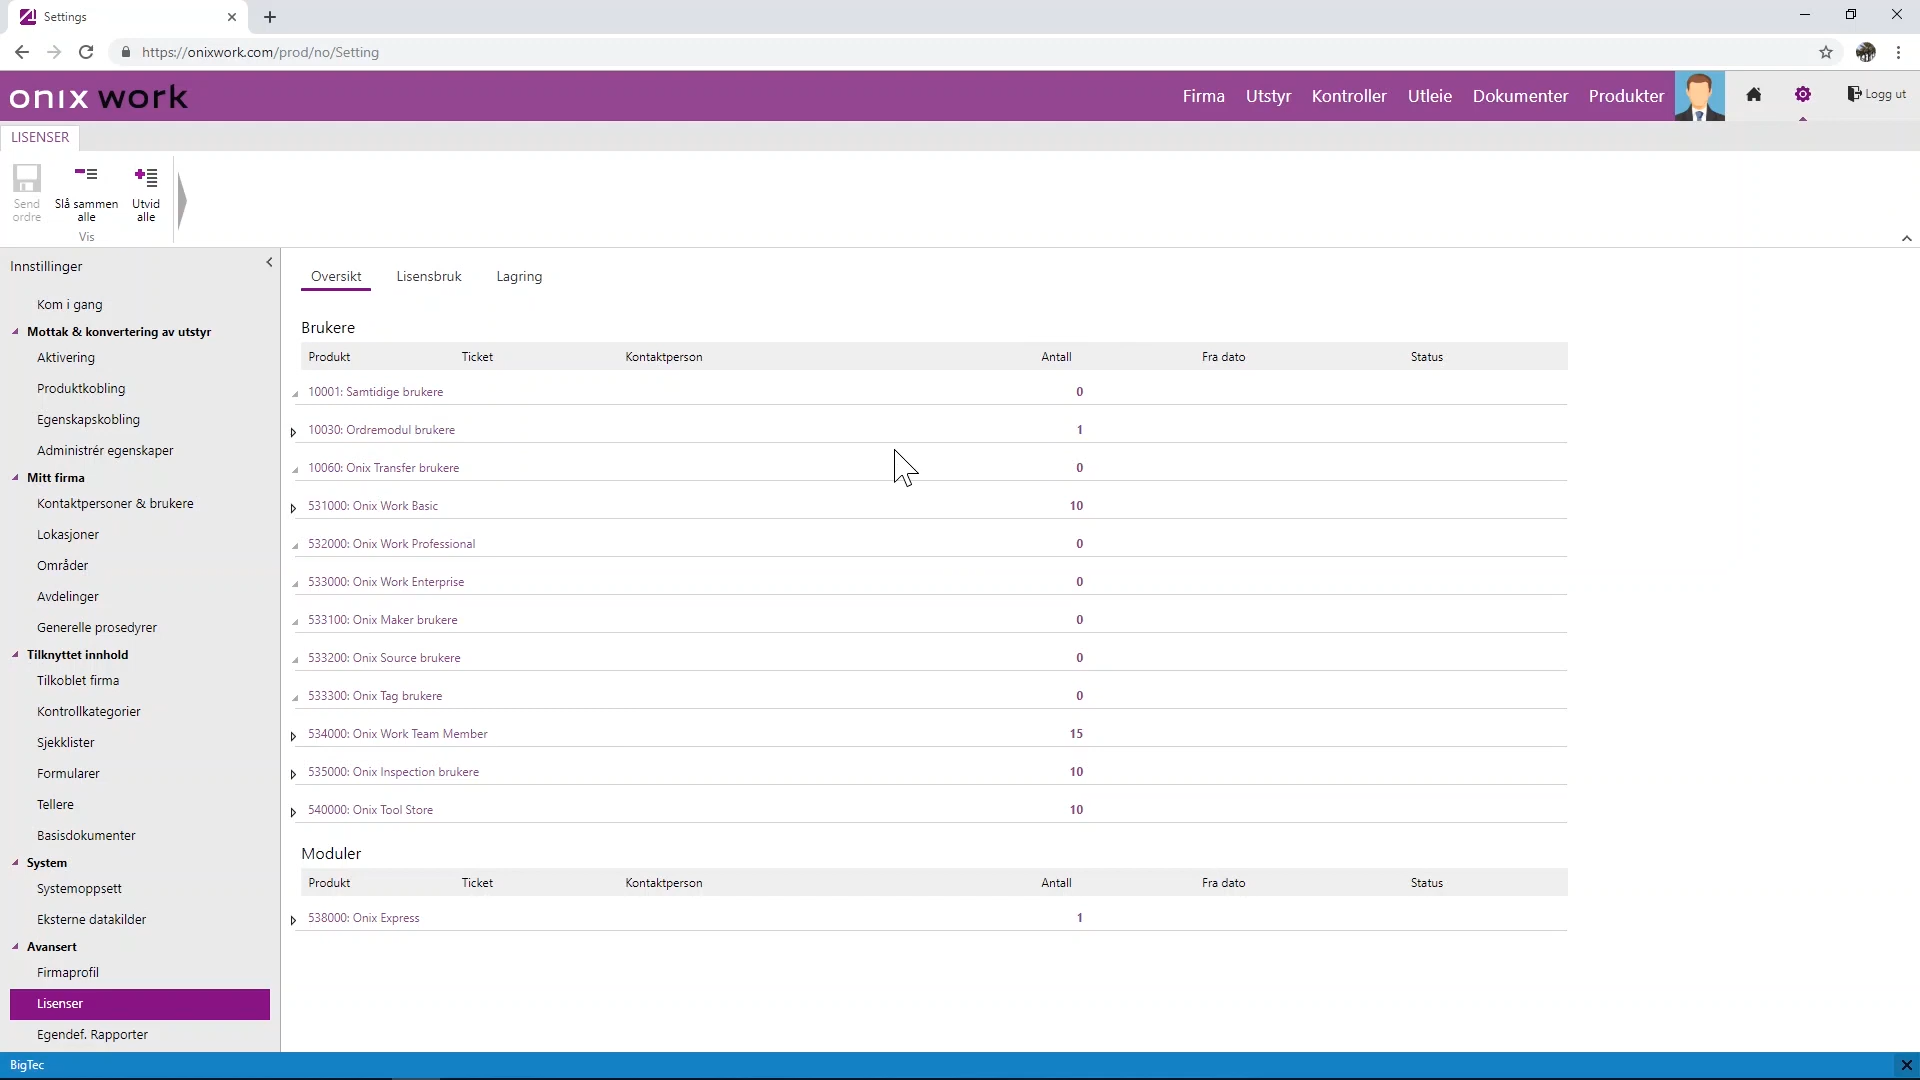 Settings
https://onixwork.com/prod/no/Setting
onix work
Firma Utstyr Kontroller Utleie Dokumenter Produkter Logg ut
LISENSER
Send ordre
Slå sammen alle
Utvid alle
Vis
Innstillinger
Kom i gang
Mottak & konvertering av utstyr
Aktivering
Produktkobling
Egenskapskobling
Administrér egenskaper
Mitt firma
Kontaktpersoner & brukere
Lokasjoner
Områder
Avdelinger
Generelle prosedyrer
Tilknyttet innhold
Tilkoblet firma
Kontrollkategorier
Sjekklister
Formularer
Tellere
Basisdokumenter
System
Systemoppsett
Eksterne datakilder
Avansert
Firmaprofil
Lisenser
Egendef. Rapporter
Oversikt Lisensbruk Lagring
Brukere
Produkt Ticket Kontaktperson Antall Fra dato Status
10001: Samtidige brukere 0
10030: Ordremodul brukere 1
10060: Onix Transfer brukere 0
531000: Onix Work Basic 10
532000: Onix Work Professional 0
533000: Onix Work Enterprise 0
533100: Onix Maker brukere 0
533200: Onix Source brukere 0
533300: Onix Tag brukere 0
534000: Onix Work Team Member 15
535000: Onix Inspection brukere 10
540000: Onix Tool Store 10
Moduler
Produkt Ticket Kontaktperson Antall Fra dato Status
538000: Onix Express 1
BigTec